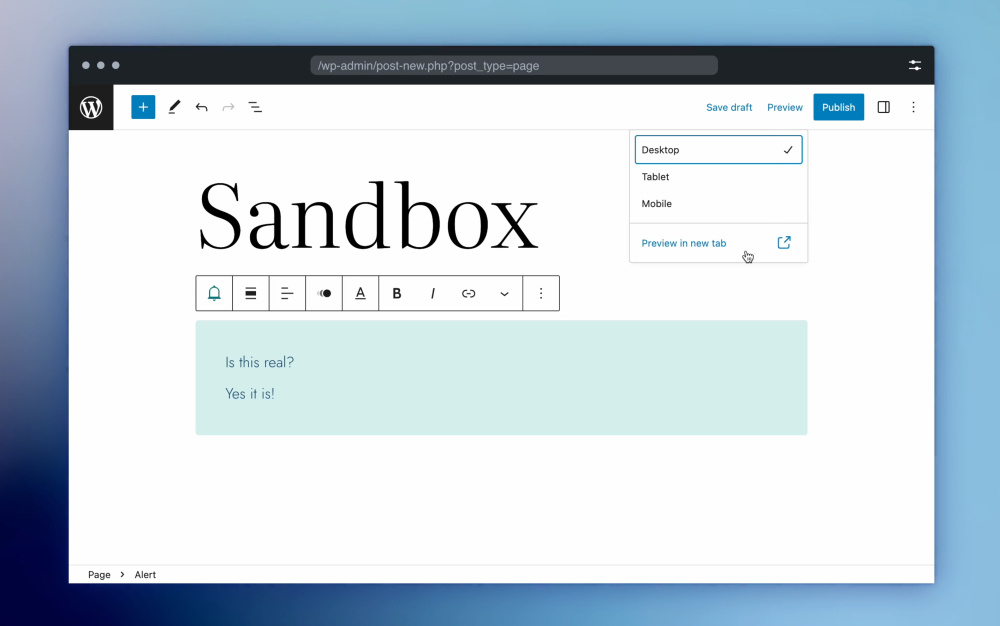 /wp-admin/post-new.php?post_type=page
Save draft Preview Publish
Desktop
Tablet
Mobile
Preview in new tab
Sandbox
A B I
Is this real?
Yes it is!
Page > Alert